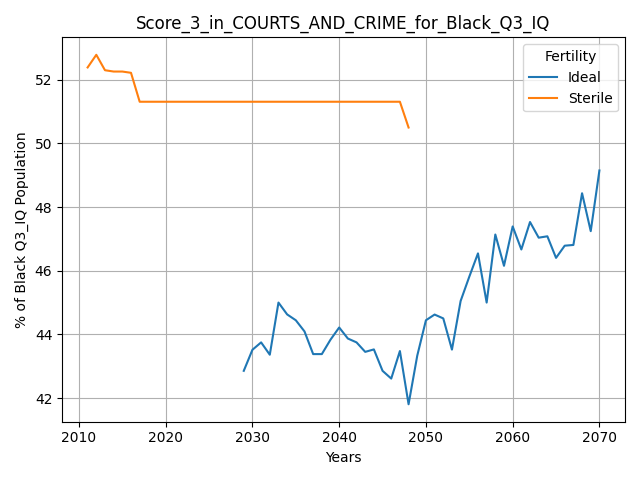 Score_3_in_COURTS_AND_CRIME_for_Black_Q3_IQ
Fertility
Ideal
Sterile
% of Black Q3_IQ Population
52
50
48
46
44
42
2010 2020 2030 2040 2050 2060 2070
Years